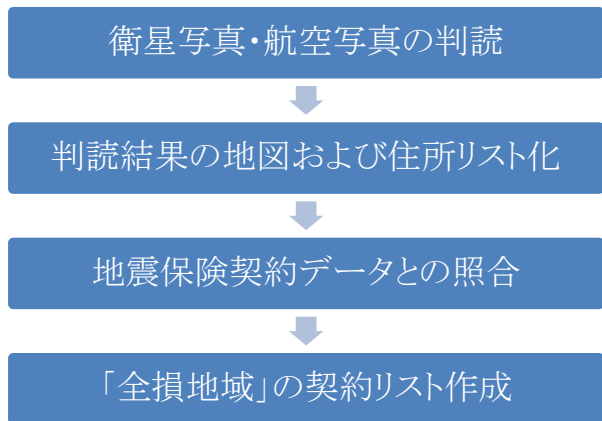 衛星写真・航空写真の判読
判読結果の地図および住所リスト化
地震保険契約データとの照合
「全損地域」の契約リスト作成